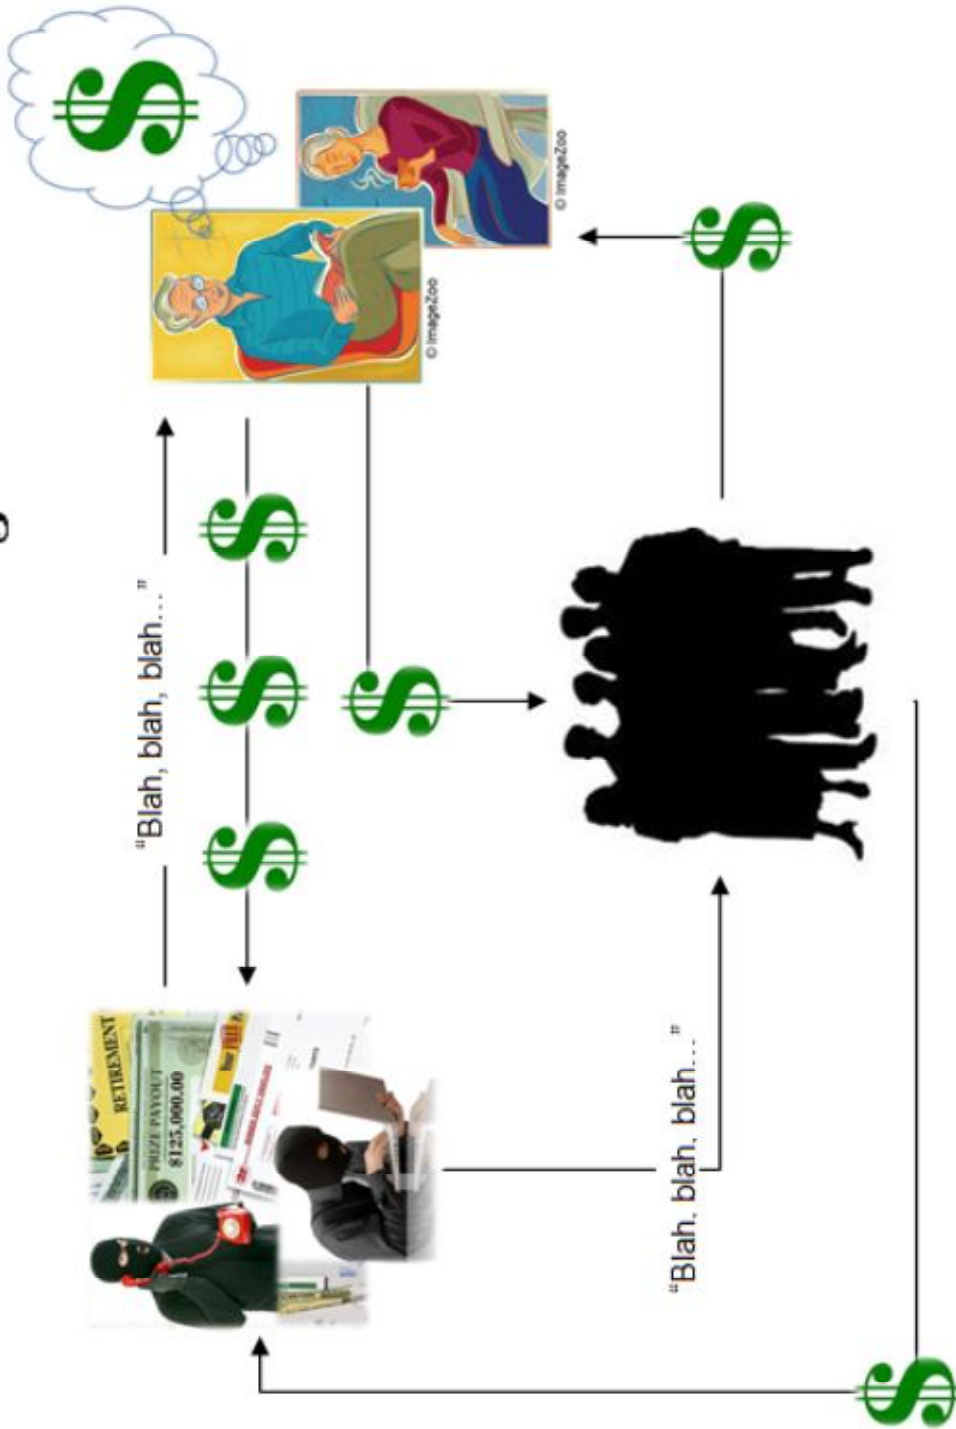 “Blah, blah, blah…”
© ImageZoo
© ImageZoo
RETIREMENT
PRIZE PAYOUT
$125,000.00
“Blah. blah. blah…”